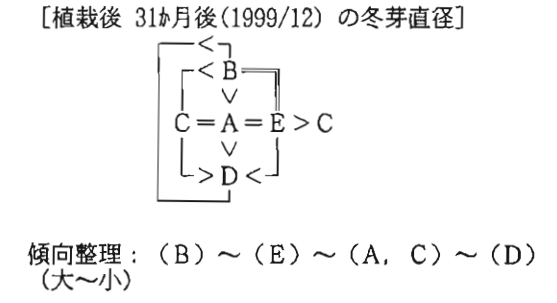 ［植栽後 31ｶ月後(1999/12) の冬芽直径］
<
< B
∨
C = A = E > C
∨
> D <
傾向整理：（B）～（E）～（A，C）～（D）
（大～小）